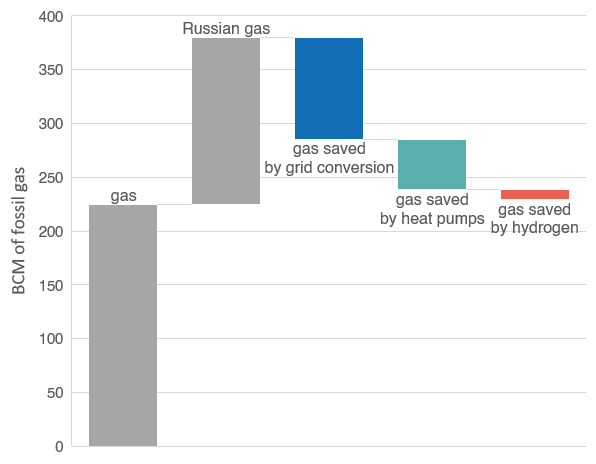 400
350
300
250
200
150
100
50
0
BCM of fossil gas
gas
Russian gas
gas saved
by grid conversion
gas saved
by heat pumps
gas saved
by hydrogen